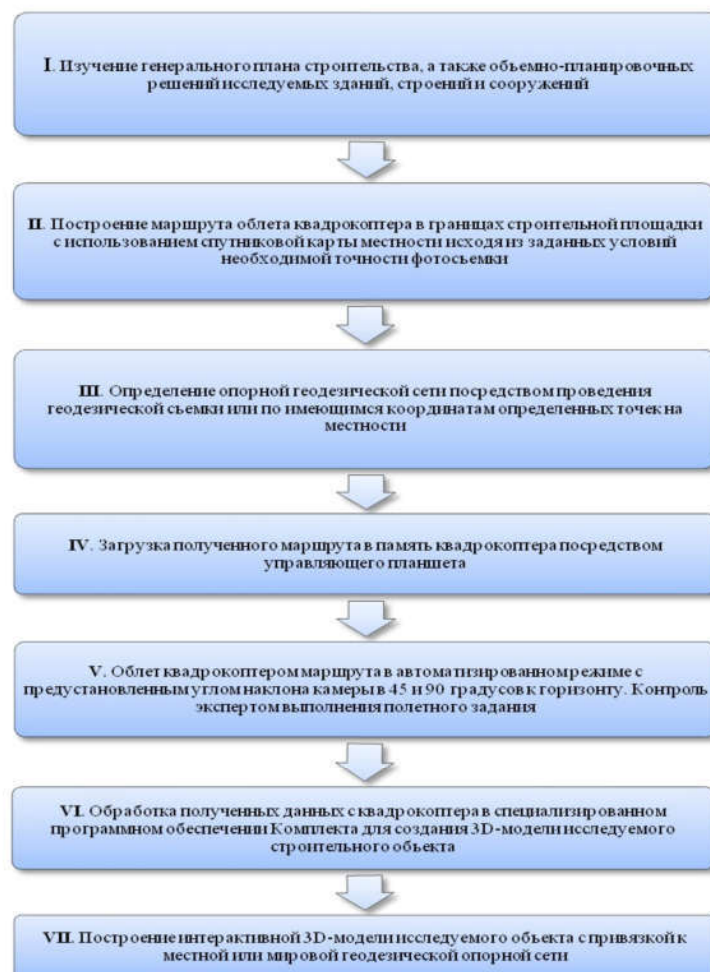 I. Изучение генерального плана строительства, а также объемно-планировочных
решений исследуемых зданий, строений и сооружений
II. Построение маршрута облета квадрокоптера в границах строительной площадки
с использованием спутниковой карты местности исходя из заданных условий
необходимой точности фотосъемки
III. Определение опорной геодезической сети посредством проведения
геодезической съемки или по имеющимся координатам определенных точек на
местности
IV. Загрузка полученного маршрута в память квадрокоптера посредством
управляющего планшета
V. Облет квадрокоптером маршрута в автоматизированном режиме с
предустановленным углом наклона камеры в 45 и 90 градусов к горизонту. Контроль
экспертом выполнения полетного задания
VI. Обработка полученных данных с квадрокоптера в специализированном
программном обеспечении Комплекта для создания 3D-модели исследуемого
строительного объекта
VII. Построение интерактивной 3D-модели исследуемого объекта с привязкой к
местной или мировой геодезической опорной сети